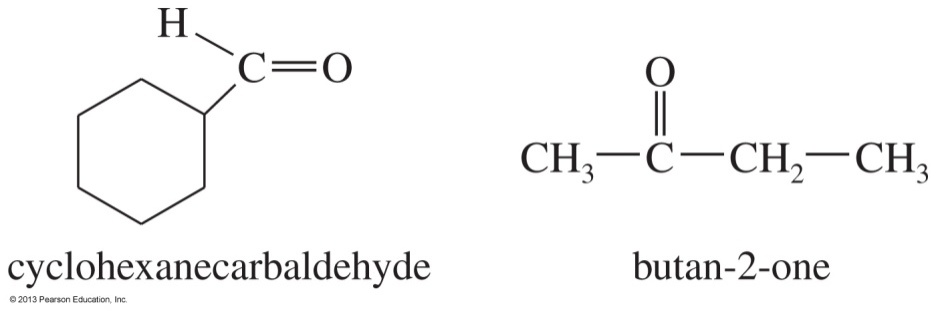 H
C=O
O
CH₃—C—CH₂—CH₃
cyclohexanecarbaldehyde
butan-2-one
© 2013 Pearson Education, Inc.